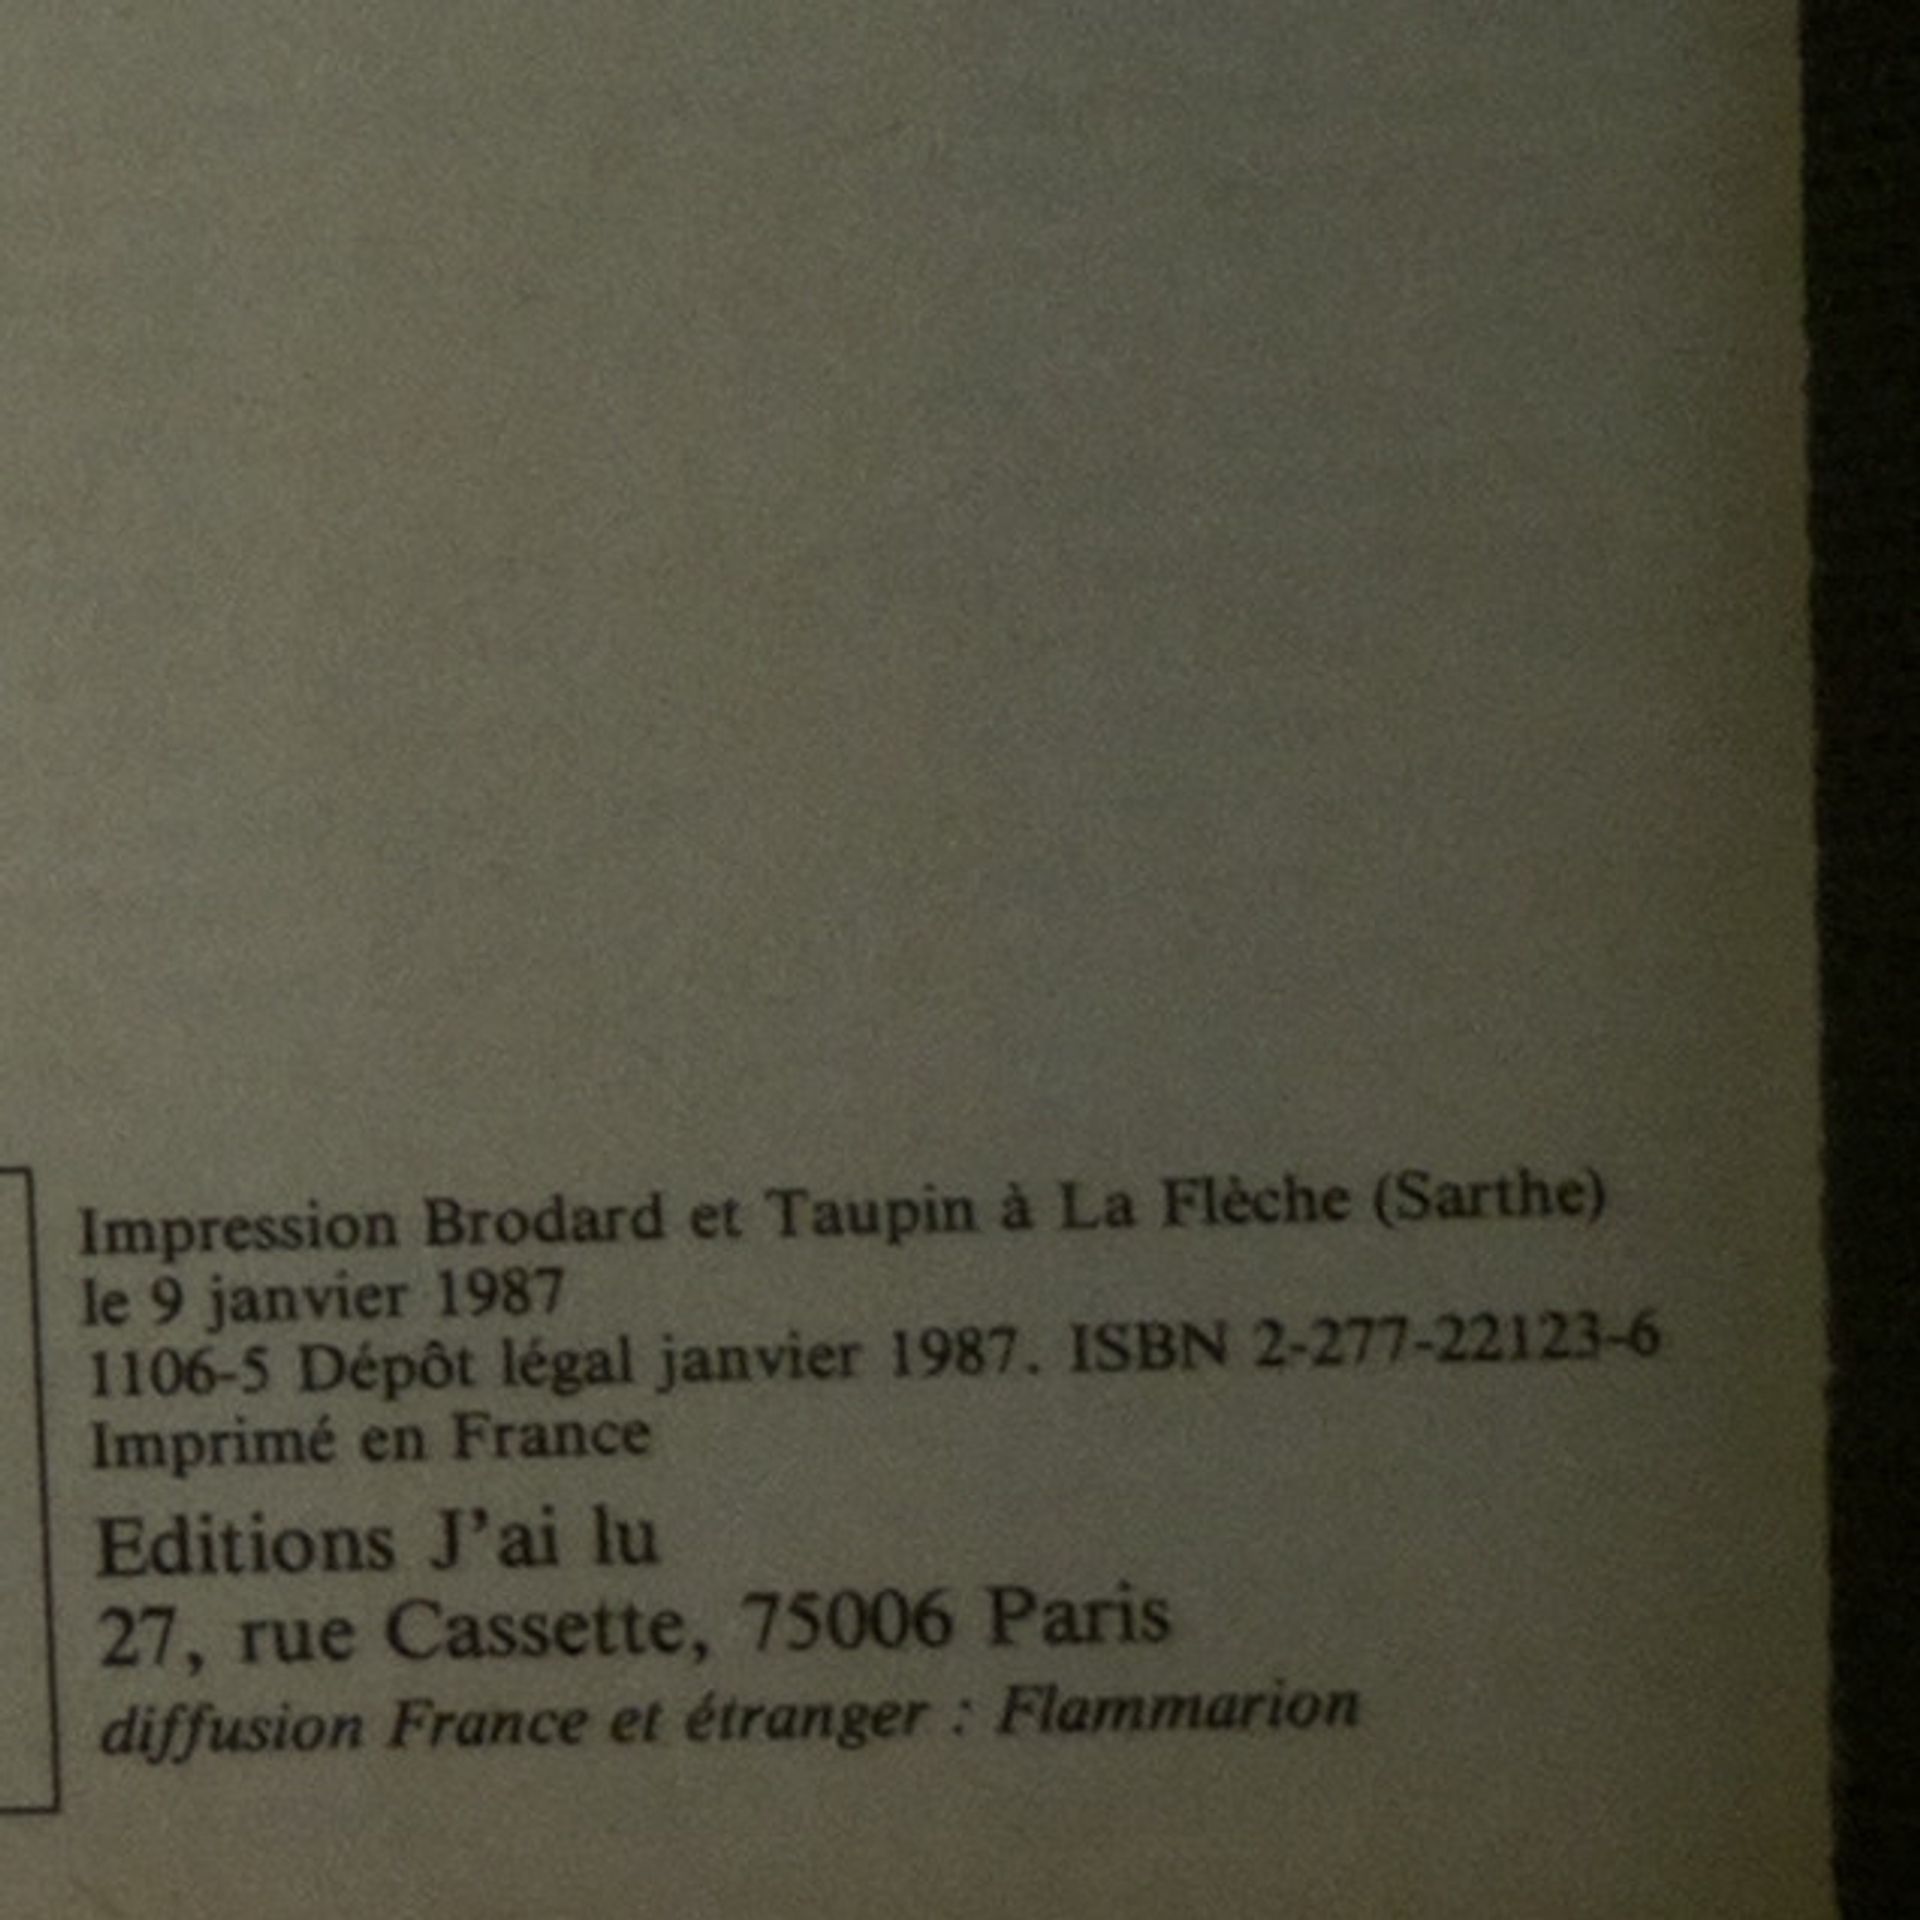 Impression Brodard et Taupin à La Flèche (Sarthe)
le 9 janvier 1987
1106-5 Dépôt légal janvier 1987. ISBN 2-277-22123-6
Imprimé en France
Editions J'ai lu
27, rue Cassette, 75006 Paris
diffusion France et étranger : Flammarion